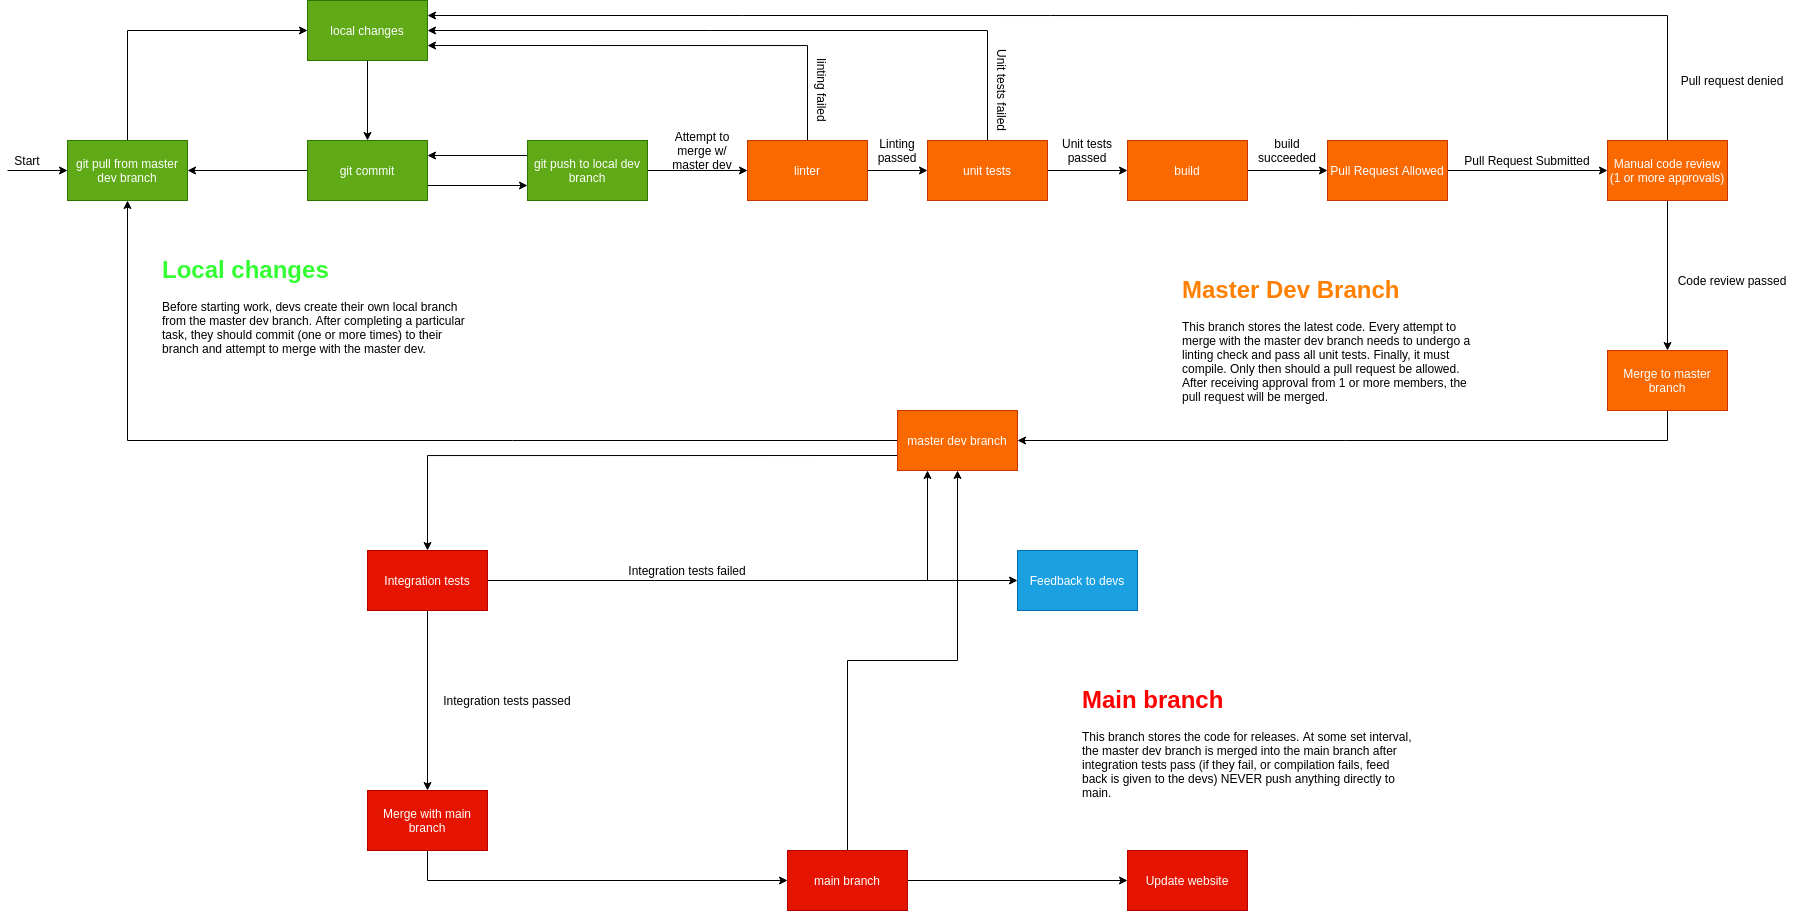 local changes
linting failed
Unit tests failed
Pull request denied
Start
git pull from master
dev branch
git commit
git push to local dev
branch
Attempt to
merge w/
master dev
linter
Linting
passed
unit tests
Unit tests
passed
build
build
succeeded
Pull Request Allowed
Pull Request Submitted
Manual code review
(1 or more approvals)
Local changes
Before starting work, devs create their own local branch
from the master dev branch. After completing a particular
task, they should commit (one or more times) to their
branch and attempt to merge with the master dev.
Master Dev Branch
This branch stores the latest code. Every attempt to
merge with the master dev branch needs to undergo a
linting check and pass all unit tests. Finally, it must
compile. Only then should a pull request be allowed.
After receiving approval from 1 or more members, the
pull request will be merged.
Code review passed
Merge to master
branch
master dev branch
Integration tests
Integration tests failed
Feedback to devs
Integration tests passed
Main branch
This branch stores the code for releases. At some set interval,
the master dev branch is merged into the main branch after
integration tests pass (if they fail, or compilation fails, feed
back is given to the devs) NEVER push anything directly to
main.
Merge with main
branch
main branch
Update website